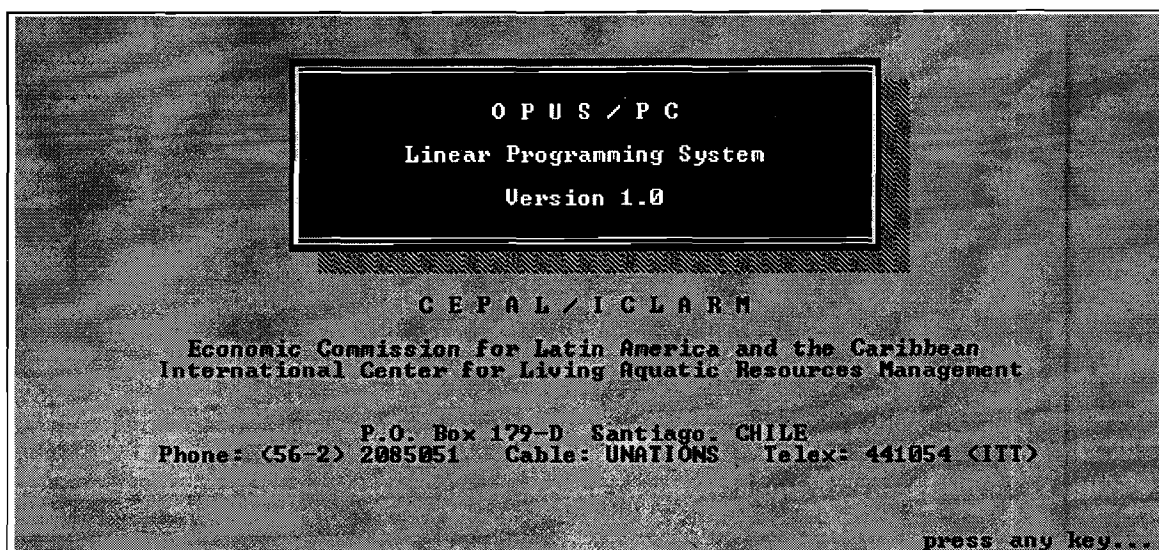 O P U S / P C
Linear Programming System
Version 1.0
C E P A L / I C L A R M
Economic Commission for Latin America and the Caribbean
International Center for Living Aquatic Resources Management
P.O. Box 179-D Santiago. CHILE
Phone: (56-2) 2085051 Cable: UNATIONS Telex: 441054 (ITT)
press any key...